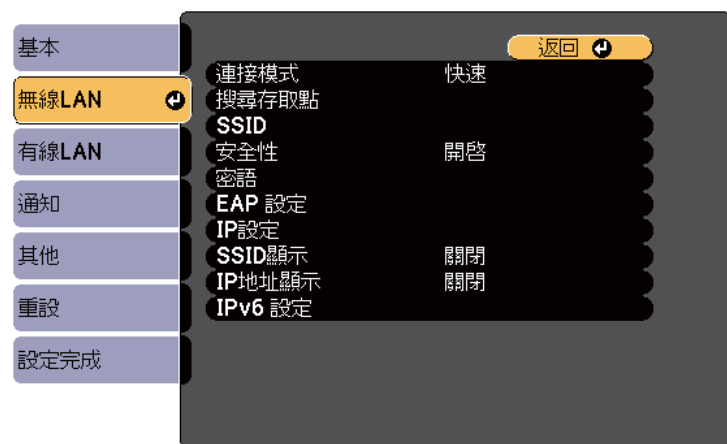 基本
無線LAN
有線LAN
通知
其他
重設
設定完成
返回
連接模式 快速
搜尋存取點
SSID
安全性 開啓
密語
EAP 設定
IP設定
SSID顯示 關閉
IP地址顯示 關閉
IPv6 設定